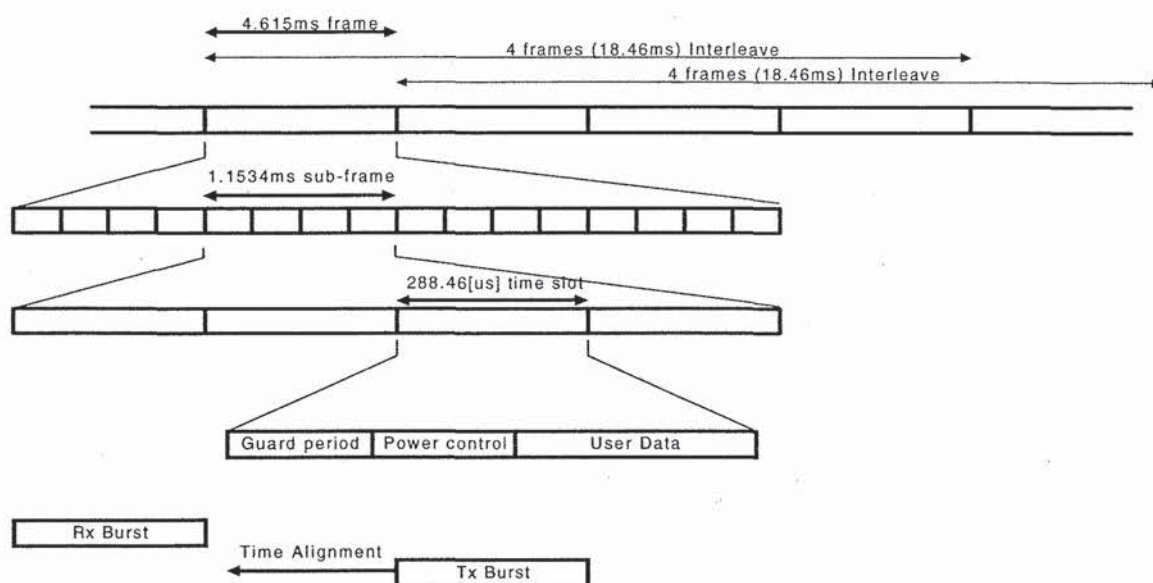 4.615ms frame
4 frames (18.46ms) Interleave
4 frames (18.46ms) Interleave
1.1534ms sub-frame
288.46[us] time slot
Guard period Power control User Data
Rx Burst
Time Alignment
Tx Burst